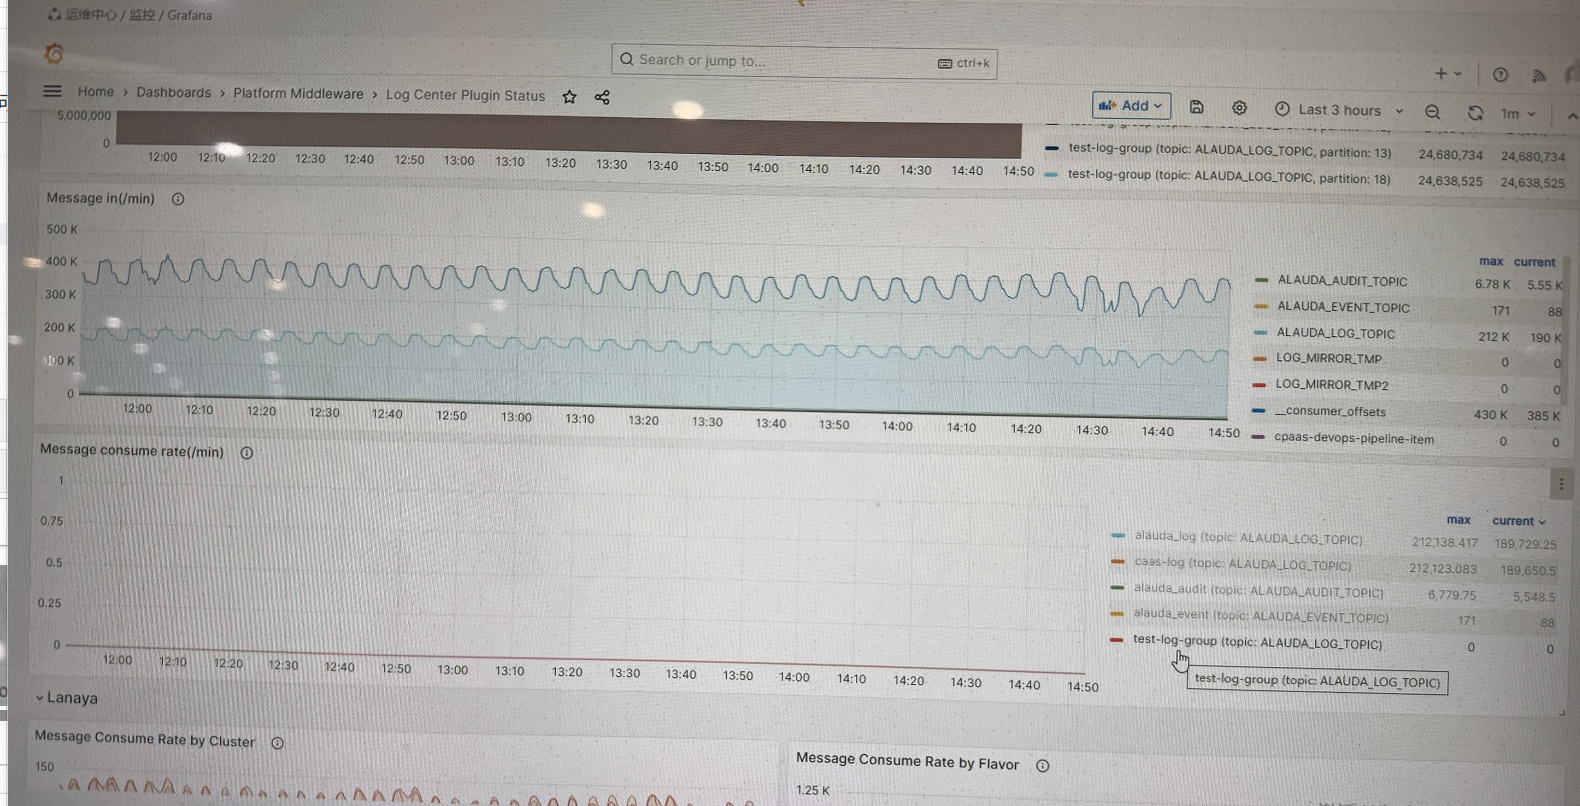 运维中心 / 监控 / Grafana
Search or jump to...
ctrl+k
Home > Dashboards > Platform Middleware > Log Center Plugin Status
Add
Last 3 hours
1m
5,000,000
0
12:00 12:10 12:20 12:30 12:40 12:50 13:00 13:10 13:20 13:30 13:40 13:50 14:00 14:10 14:20 14:30 14:40 14:50
test-log-group (topic: ALAUDA_LOG_TOPIC, partition: 13) 24,680,734 24,680,734
test-log-group (topic: ALAUDA_LOG_TOPIC, partition: 18) 24,638,525 24,638,525
Message in(/min)
500 K
400 K
300 K
200 K
100 K
0
12:00 12:10 12:20 12:30 12:40 12:50 13:00 13:10 13:20 13:30 13:40 13:50 14:00 14:10 14:20 14:30 14:40 14:50
max current
ALAUDA_AUDIT_TOPIC 6.78 K 5.55 K
ALAUDA_EVENT_TOPIC 171 88
ALAUDA_LOG_TOPIC 212 K 190 K
LOG_MIRROR_TMP 0 0
LOG_MIRROR_TMP2 0 0
__consumer_offsets 430 K 385 K
cpaas-devops-pipeline-item 0 0
Message consume rate(/min)
1
0.75
0.5
0.25
0
12:00 12:10 12:20 12:30 12:40 12:50 13:00 13:10 13:20 13:30 13:40 13:50 14:00 14:10 14:20 14:30 14:40 14:50
max current
alauda_log (topic: ALAUDA_LOG_TOPIC) 212,138.417 189,729.25
caas-log (topic: ALAUDA_LOG_TOPIC) 212,123.083 189,650.5
alauda_audit (topic: ALAUDA_AUDIT_TOPIC) 6,779.75 5,548.5
alauda_event (topic: ALAUDA_EVENT_TOPIC) 171 88
test-log-group (topic: ALAUDA_LOG_TOPIC) 0 0
test-log-group (topic: ALAUDA_LOG_TOPIC)
Lanaya
Message Consume Rate by Cluster
150
Message Consume Rate by Flavor
1.25 K